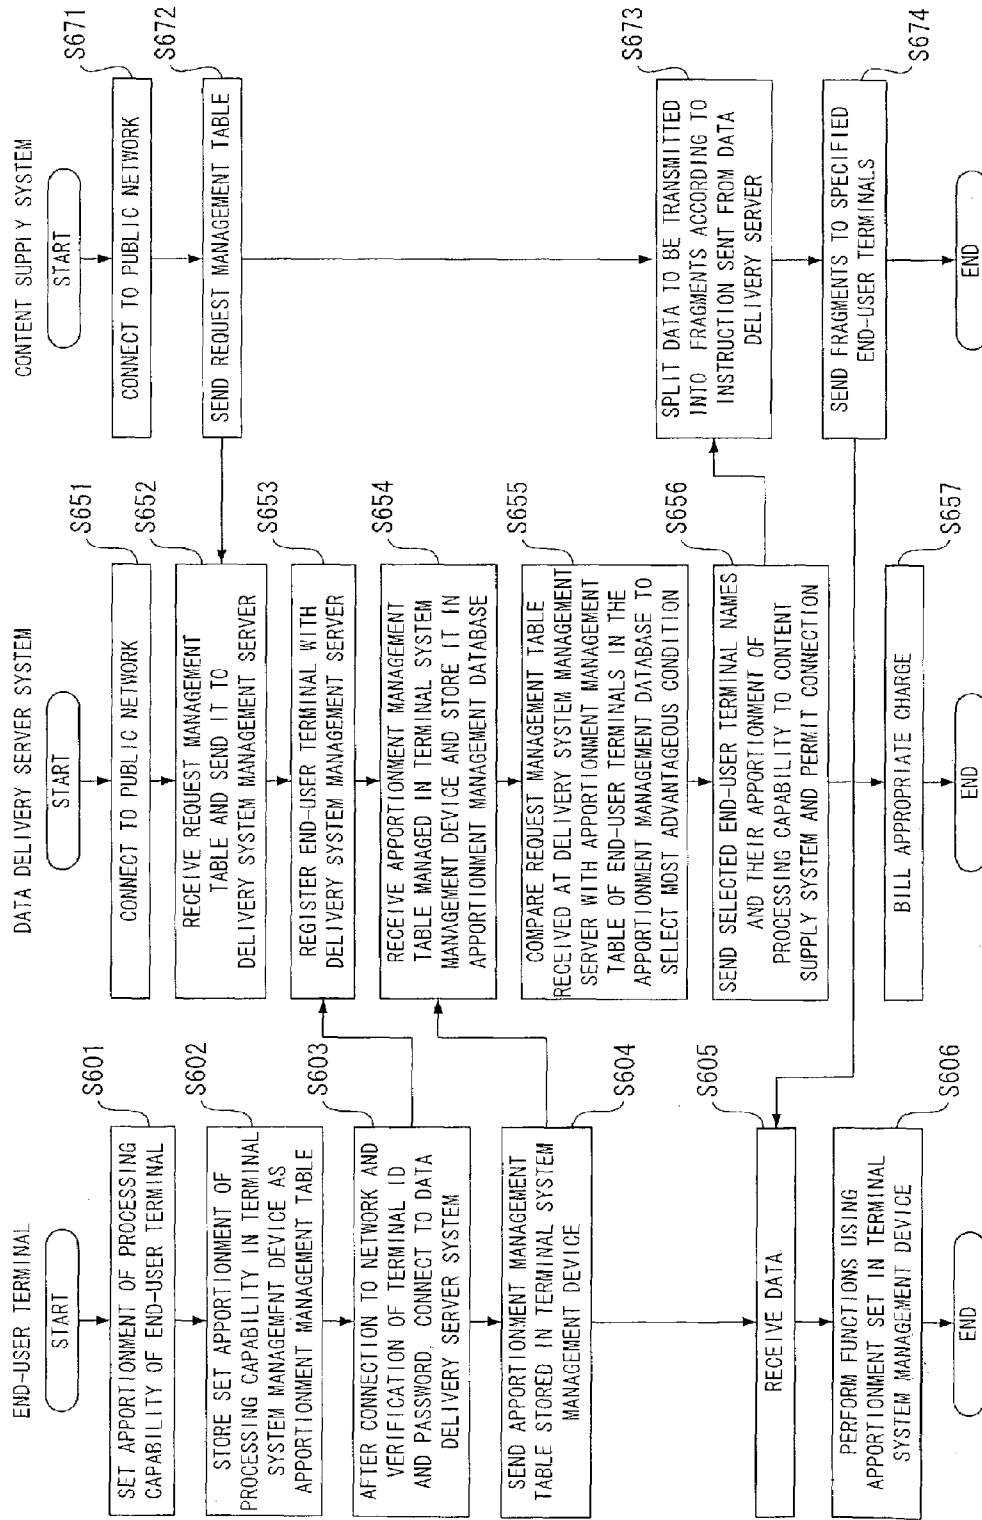 END-USER TERMINAL
START
SET APPORTIONMENT OF PROCESSING
CAPABILITY OF END-USER TERMINAL
S601
STORE SET APPORTIONMENT OF
PROCESSING CAPABILITY IN TERMINAL
SYSTEM MANAGEMENT DEVICE AS
APPORTIONMENT MANAGEMENT TABLE
S602
AFTER CONNECTION TO NETWORK AND
VERIFICATION OF TERMINAL ID
AND PASSWORD, CONNECT TO DATA
DELIVERY SERVER SYSTEM
S603
SEND APPORTIONMENT MANAGEMENT
TABLE STORED IN TERMINAL SYSTEM
MANAGEMENT DEVICE
S604
RECEIVE DATA
S605
PERFORM FUNCTIONS USING
APPORTIONMENT SET IN TERMINAL
SYSTEM MANAGEMENT DEVICE
S606
END
DATA DELIVERY SERVER SYSTEM
START
CONNECT TO PUBLIC NETWORK
S651
RECEIVE REQUEST MANAGEMENT
TABLE AND SEND IT TO
DELIVERY SYSTEM MANAGEMENT SERVER
S652
REGISTER END-USER TERMINAL WITH
DELIVERY SYSTEM MANAGEMENT SERVER
S653
RECEIVE APPORTIONMENT MANAGEMENT
TABLE MANAGED IN TERMINAL SYSTEM
MANAGEMENT DEVICE AND STORE IT IN
APPORTIONMENT MANAGEMENT DATABASE
S654
COMPARE REQUEST MANAGEMENT TABLE
RECEIVED AT DELIVERY SYSTEM MANAGEMENT
SERVER WITH APPORTIONMENT MANAGEMENT
TABLE OF END-USER TERMINALS IN THE
APPORTIONMENT MANAGEMENT DATABASE TO
SELECT MOST ADVANTAGEOUS CONDITION
S655
SEND SELECTED END-USER TERMINAL NAMES
AND THEIR APPORTIONMENT OF
PROCESSING CAPABILITY TO CONTENT
SUPPLY SYSTEM AND PERMIT CONNECTION
S656
BILL APPROPRIATE CHARGE
S657
END
CONTENT SUPPLY SYSTEM
START
CONNECT TO PUBLIC NETWORK
S671
SEND REQUEST MANAGEMENT TABLE
S672
SPLIT DATA TO BE TRANSMITTED
INTO FRAGMENTS ACCORDING TO
INSTRUCTION SENT FROM DATA
DELIVERY SERVER
S673
SEND FRAGMENTS TO SPECIFIED
END-USER TERMINALS
S674
END